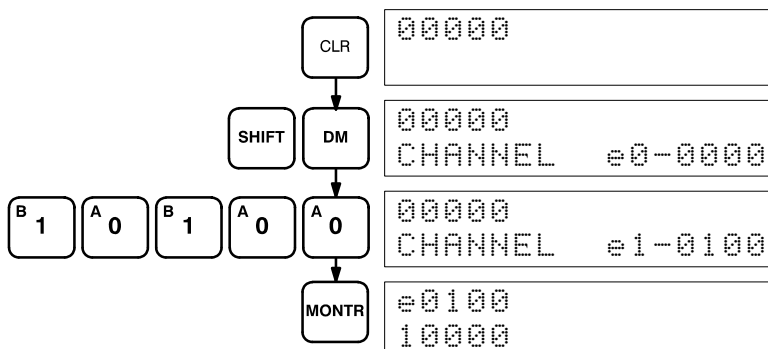 CLR
00000
SHIFT DM
00000
CHANNEL e0-0000
B 1 A 0 B 1 A 0 A 0
00000
CHANNEL e1-0100
MONTR
e0100
10000